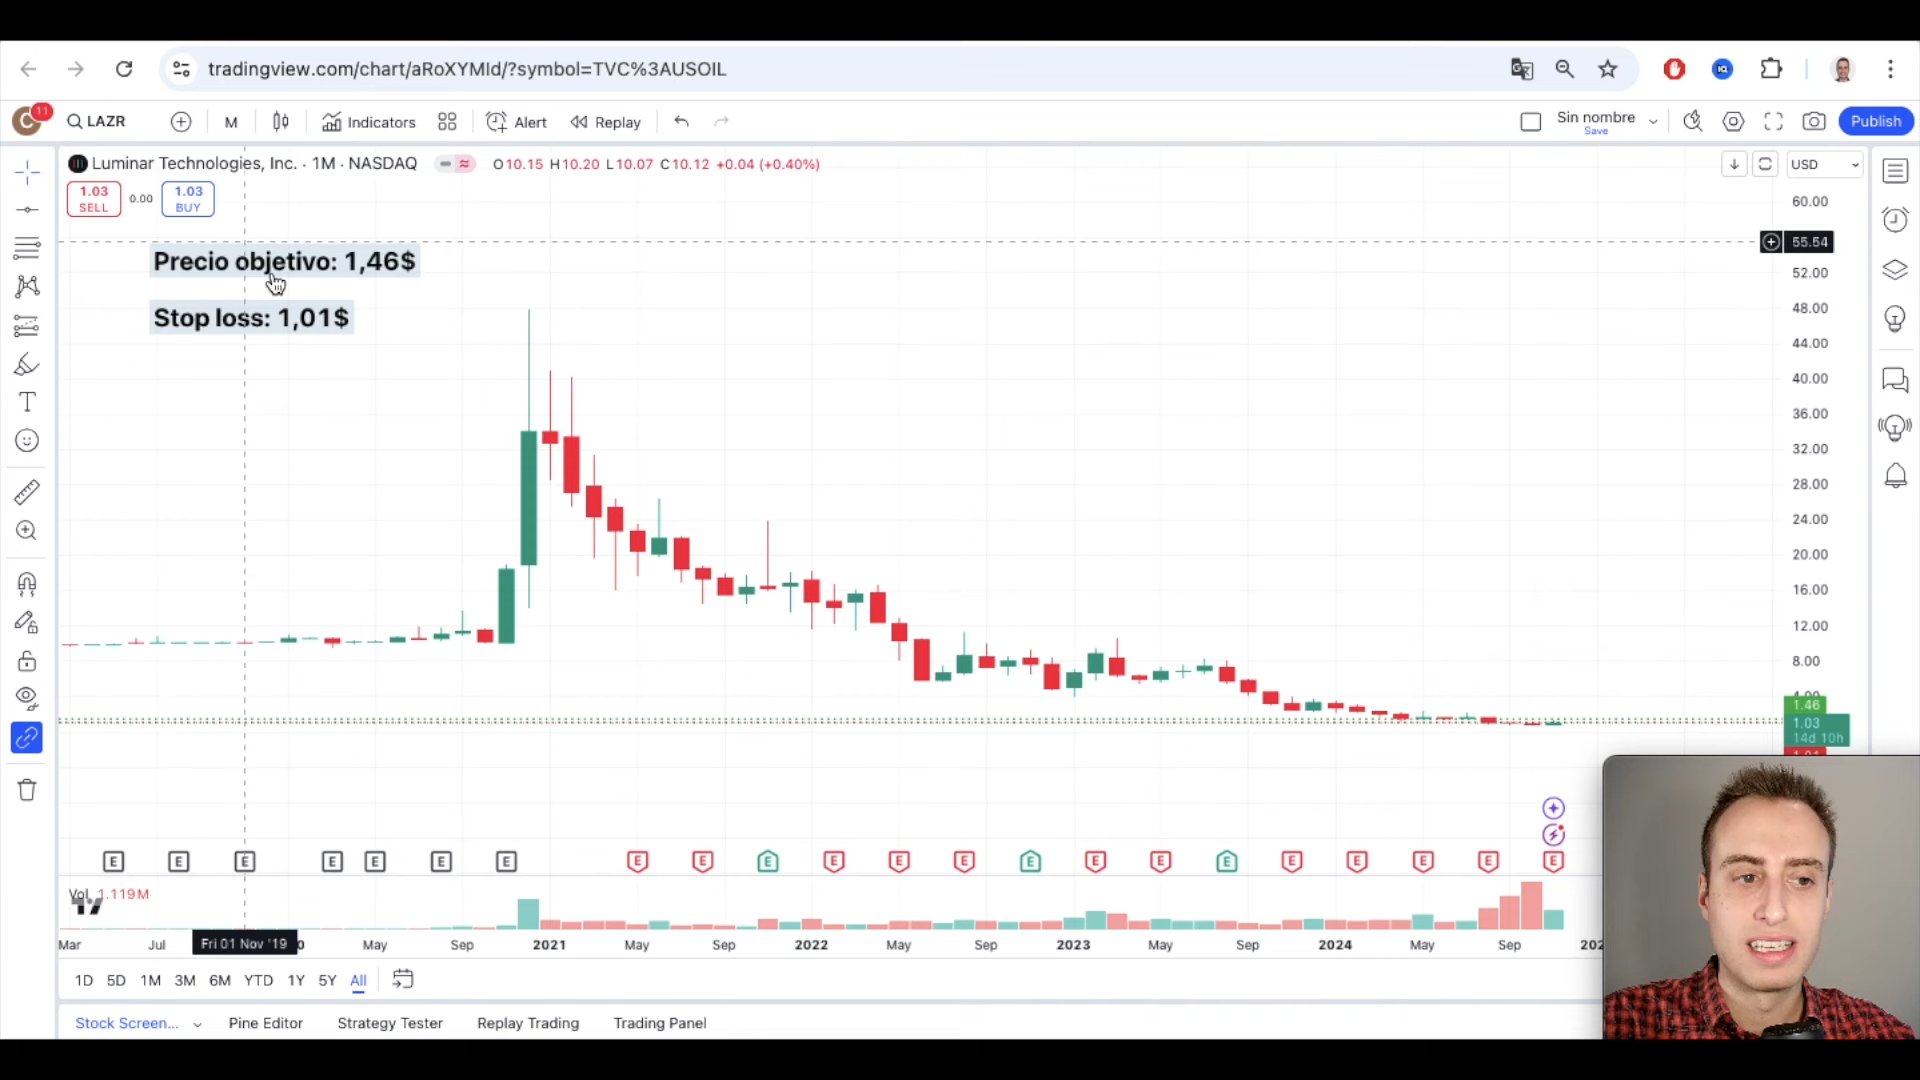 tradingview.com/chart/aRoXYMld/?symbol=TVC%3AUSOIL
C 11 LAZR M Indicators Alert Replay Sin nombre Save Publish
Luminar Technologies, Inc. · 1M · NASDAQ O10.15 H10.20 L10.07 C10.12 +0.04 (+0.40%) USD
1.03 SELL 0.00 1.03 BUY
Precio objetivo: 1,46$
Stop loss: 1,01$
60.00
55.54
52.00
48.00
44.00
40.00
36.00
32.00
28.00
24.00
20.00
16.00
12.00
8.00
4.00
1.46
1.03
14d 10h
E E E E E E E E E E E E E E E E E E E E E E
Vol 1.119M
Mar Jul Fri 01 Nov '19 May Sep 2021 May Sep 2022 May Sep 2023 May Sep 2024 May Sep
1D 5D 1M 3M 6M YTD 1Y 5Y All
Stock Screen... Pine Editor Strategy Tester Replay Trading Trading Panel